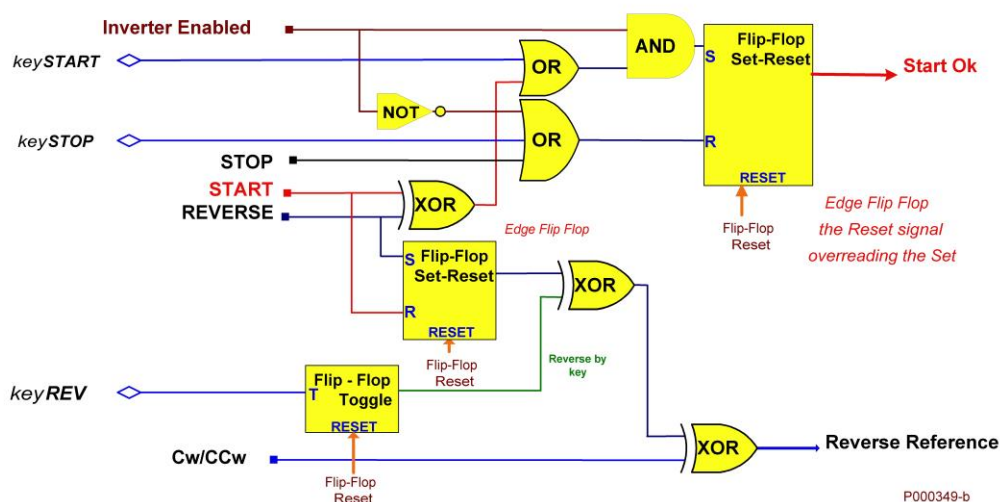 Inverter Enabled
keySTART
OR
AND
S
Flip-Flop
Set-Reset
Start Ok
NOT
keySTOP
OR
R
STOP
RESET
START
REVERSE
XOR
Edge Flip Flop
Flip-Flop
Reset
Edge Flip Flop
the Reset signal
overreading the Set
S
Flip-Flop
Set-Reset
XOR
R
RESET
Flip-Flop
Reset
Reverse by
key
keyREV
T
Flip - Flop
Toggle
RESET
Cw/CCw
XOR
Reverse Reference
Flip-Flop
Reset
P000349-b